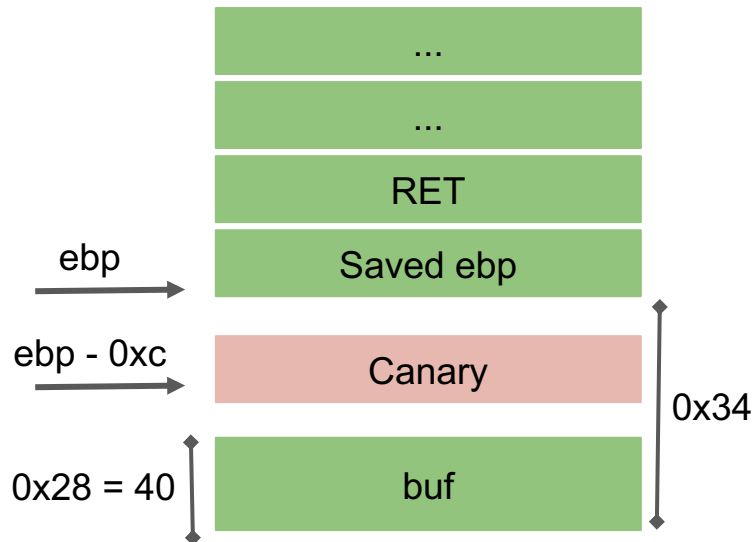 ...
...
RET
ebp
Saved ebp
ebp - 0xc
Canary
0x34
0x28 = 40
buf